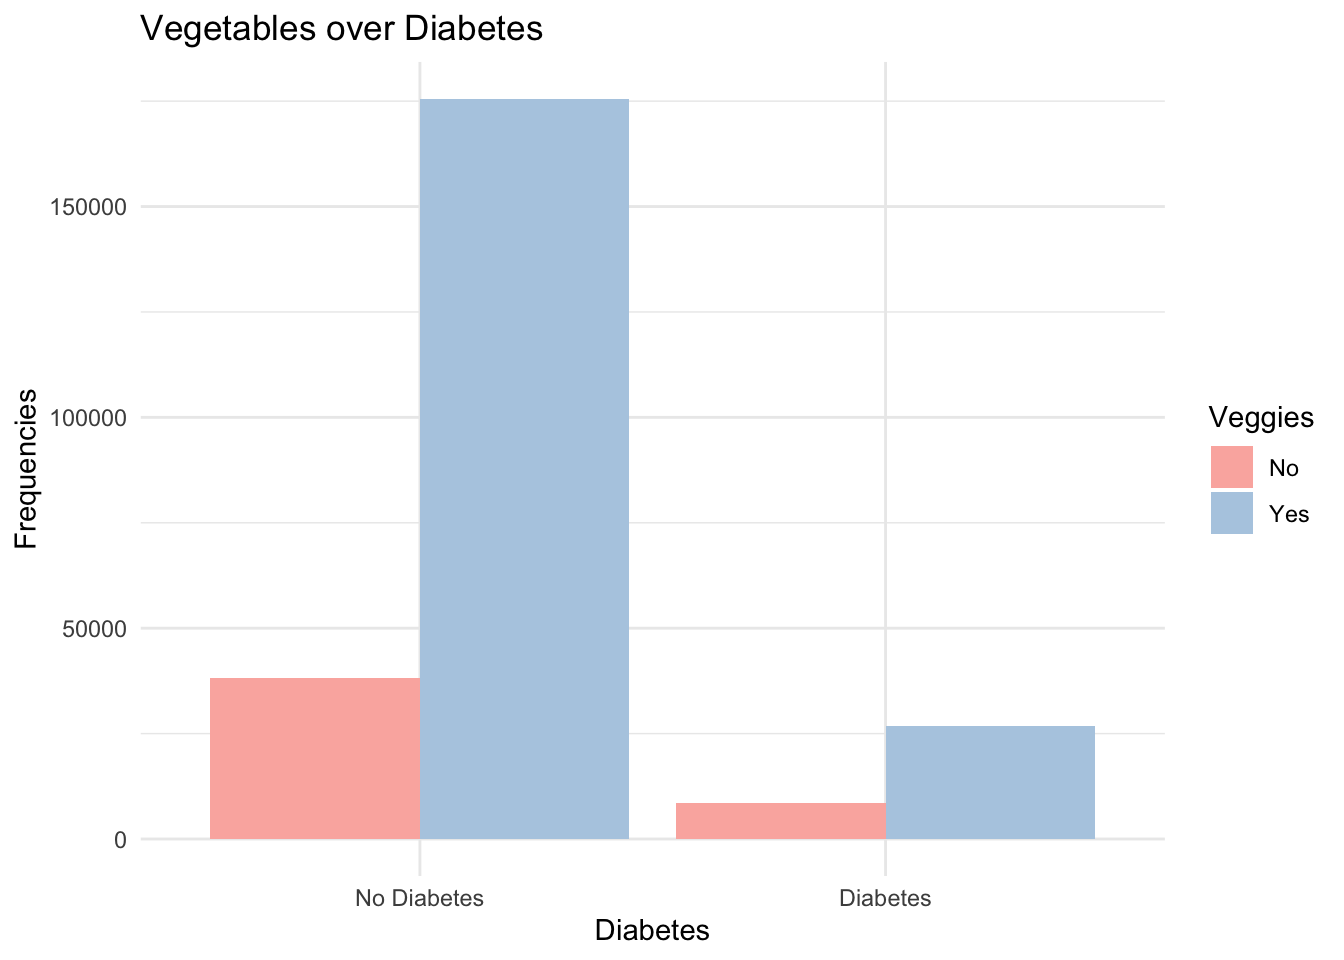 Vegetables over Diabetes
150000
100000
50000
0
Frequencies
No Diabetes
Diabetes
Diabetes
Veggies
No
Yes